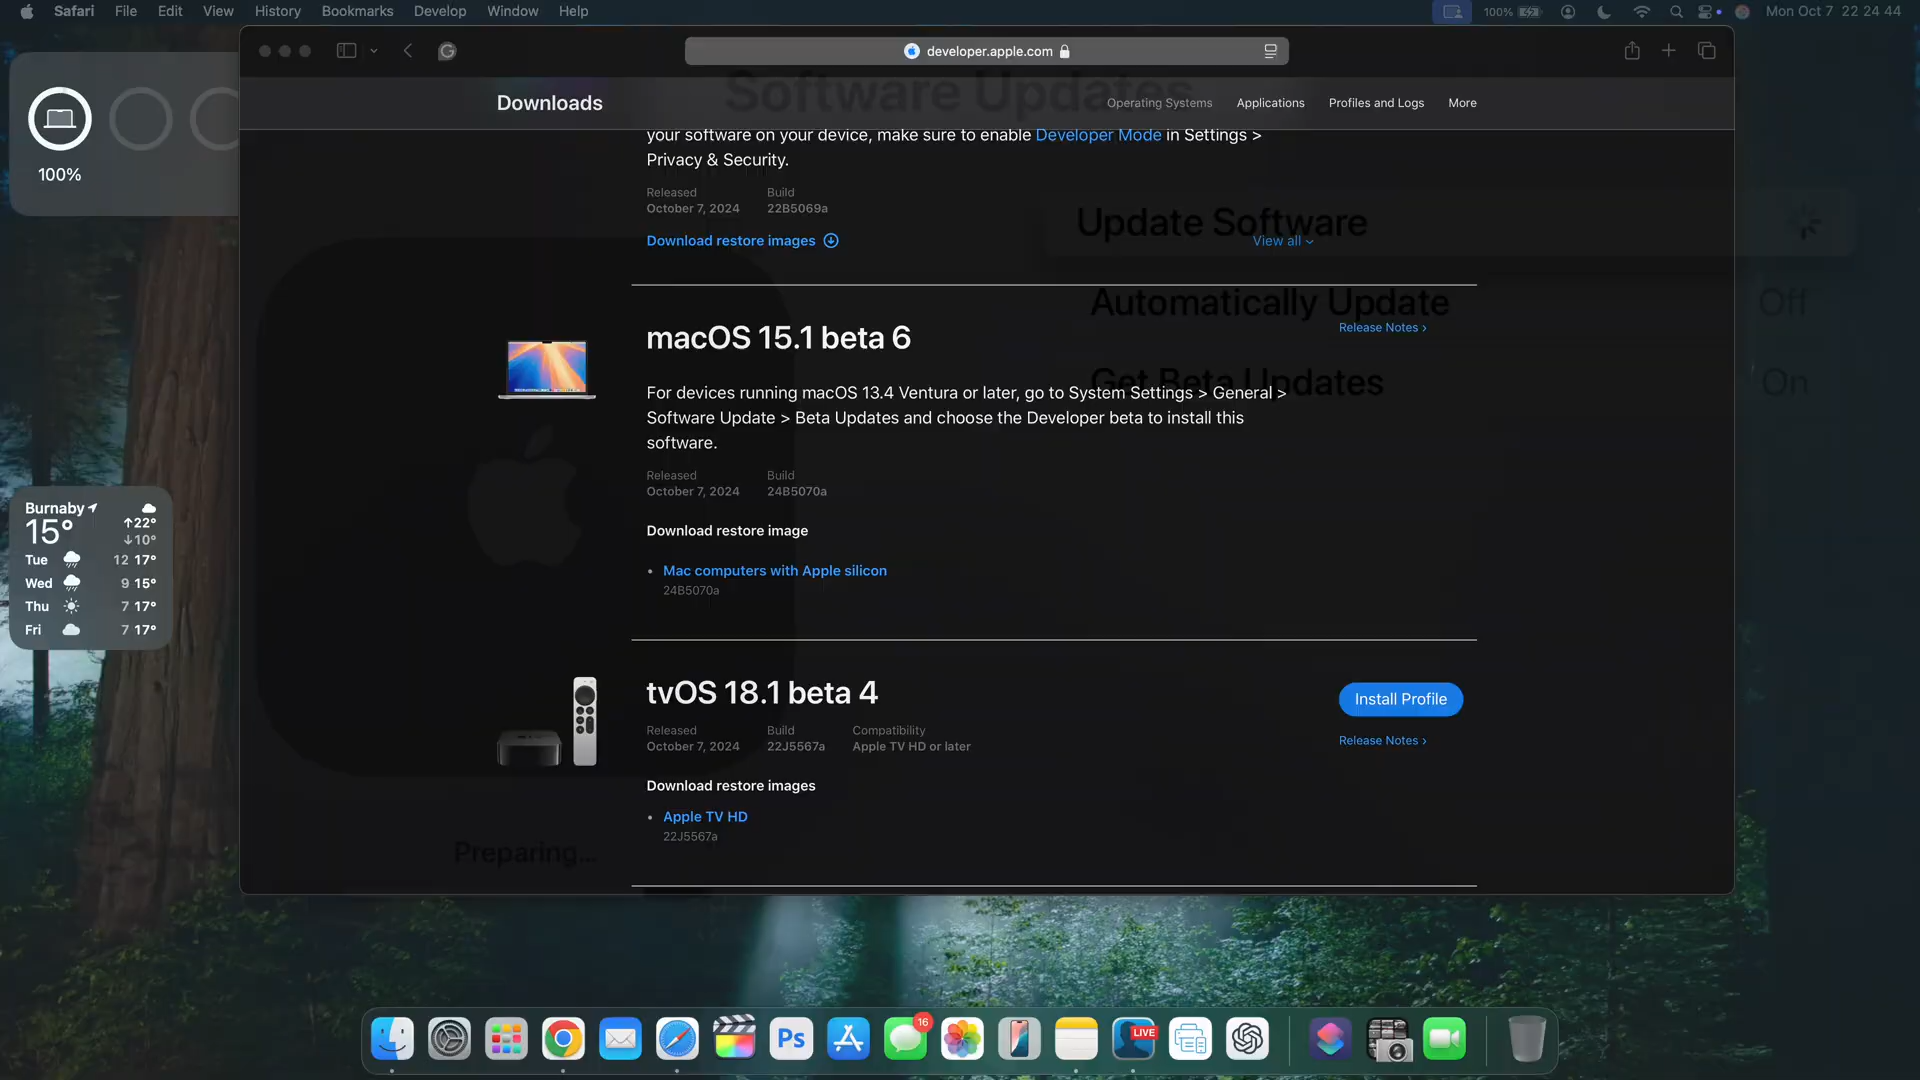 Safari File Edit View History Bookmarks Develop Window Help
100%
Mon Oct 7 22 24 44
developer.apple.com
Software Updates
Downloads
Operating Systems Applications Profiles and Logs More
100%
your software on your device, make sure to enable Developer Mode in Settings >
Privacy & Security.
Released Build
October 7, 2024 22B5069a
Download restore images
View all
Update Software
Automatically Update Off
Get Beta Updates On
macOS 15.1 beta 6
Release Notes ›
For devices running macOS 13.4 Ventura or later, go to System Settings > General >
Software Update > Beta Updates and choose the Developer beta to install this
software.
Released Build
October 7, 2024 24B5070a
Download restore image
• Mac computers with Apple silicon
24B5070a
Burnaby
15° ↑22°
↓10°
Tue 12 17°
Wed 9 15°
Thu 7 17°
Fri 7 17°
tvOS 18.1 beta 4
Install Profile
Released Build Compatibility
October 7, 2024 22J5567a Apple TV HD or later
Release Notes ›
Download restore images
• Apple TV HD
22J5567a
Preparing...
Ps
16
LIVE